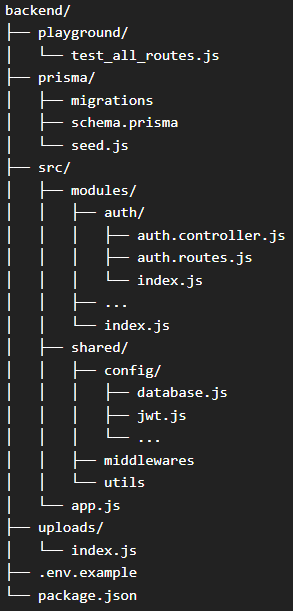 backend/
├── playground/
│   └── test_all_routes.js
├── prisma/
│   ├── migrations
│   ├── schema.prisma
│   └── seed.js
├── src/
│   ├── modules/
│   │   ├── auth/
│   │   │   ├── auth.controller.js
│   │   │   ├── auth.routes.js
│   │   │   └── index.js
│   │   ├── ...
│   │   └── index.js
│   ├── shared/
│   │   ├── config/
│   │   │   ├── database.js
│   │   │   ├── jwt.js
│   │   │   └── ...
│   │   ├── middlewares
│   │   └── utils
│   └── app.js
├── uploads/
│   └── index.js
├── .env.example
└── package.json